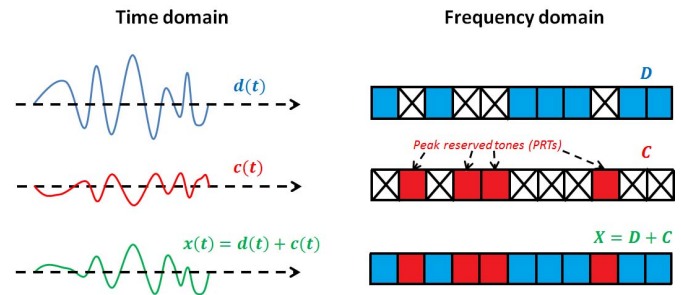 Time domain
Frequency domain
d(t)
D
Peak reserved tones (PRTs)
c(t)
C
x(t) = d(t) + c(t)
X = D + C